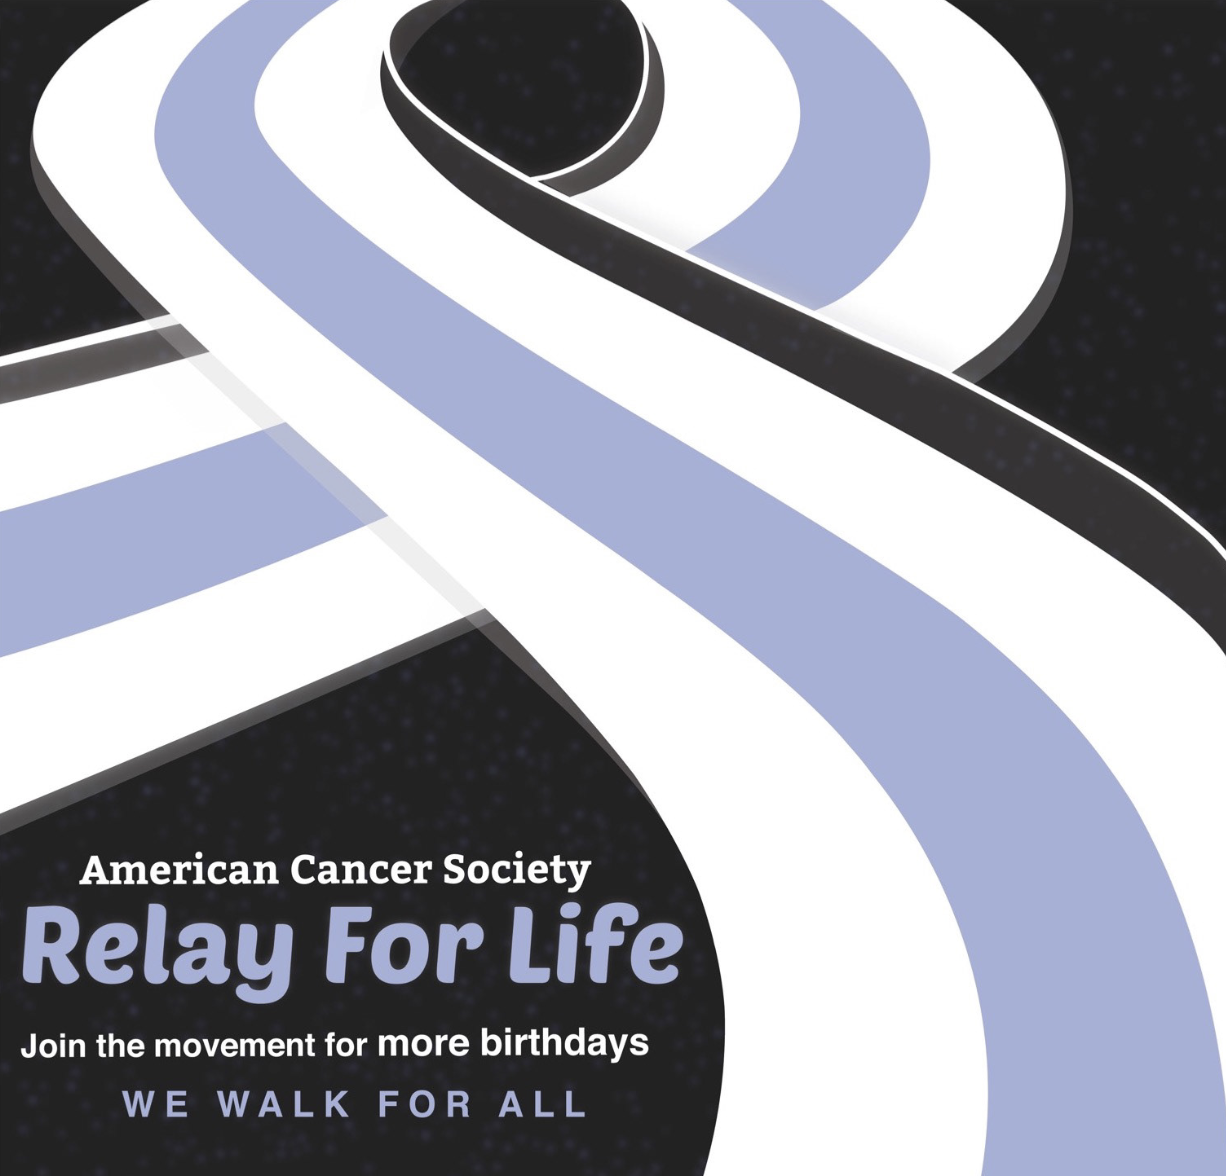 American Cancer Society
Relay For Life
Join the movement for more birthdays
WE WALK FOR ALL